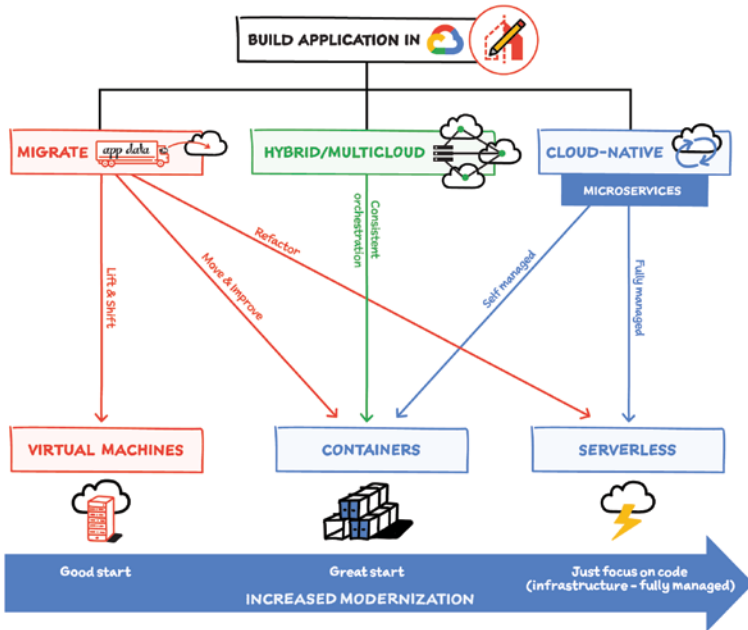 BUILD APPLICATION IN
MIGRATE
app data
HYBRID/MULTICLOUD
CLOUD-NATIVE
MICROSERVICES
Lift & Shift
Move & Improve
Refactor
Consistent
orchestration
Self managed
Fully managed
VIRTUAL MACHINES
CONTAINERS
SERVERLESS
Good start
Great start
Just focus on code
(infrastructure – fully managed)
INCREASED MODERNIZATION